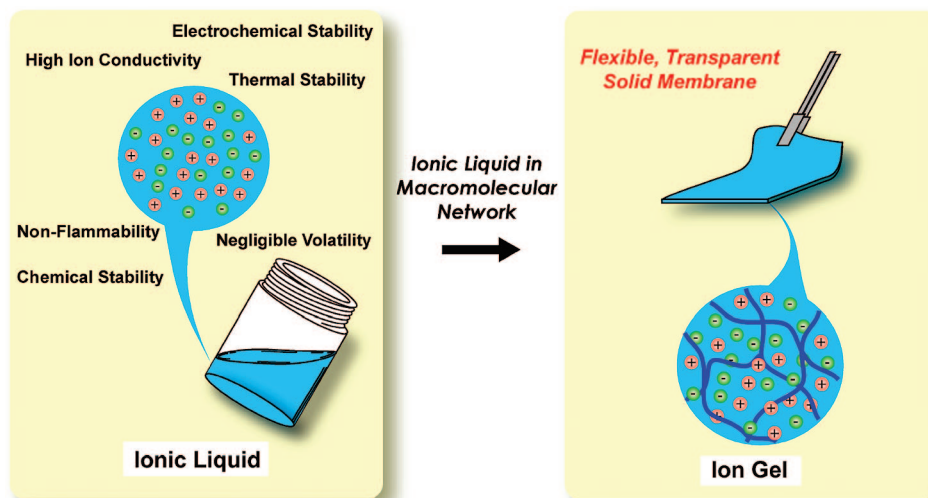 Electrochemical Stability
High Ion Conductivity
Thermal Stability
Non-Flammability
Negligible Volatility
Chemical Stability
Ionic Liquid
Ionic Liquid in
Macromolecular
Network
Flexible, Transparent
Solid Membrane
Ion Gel